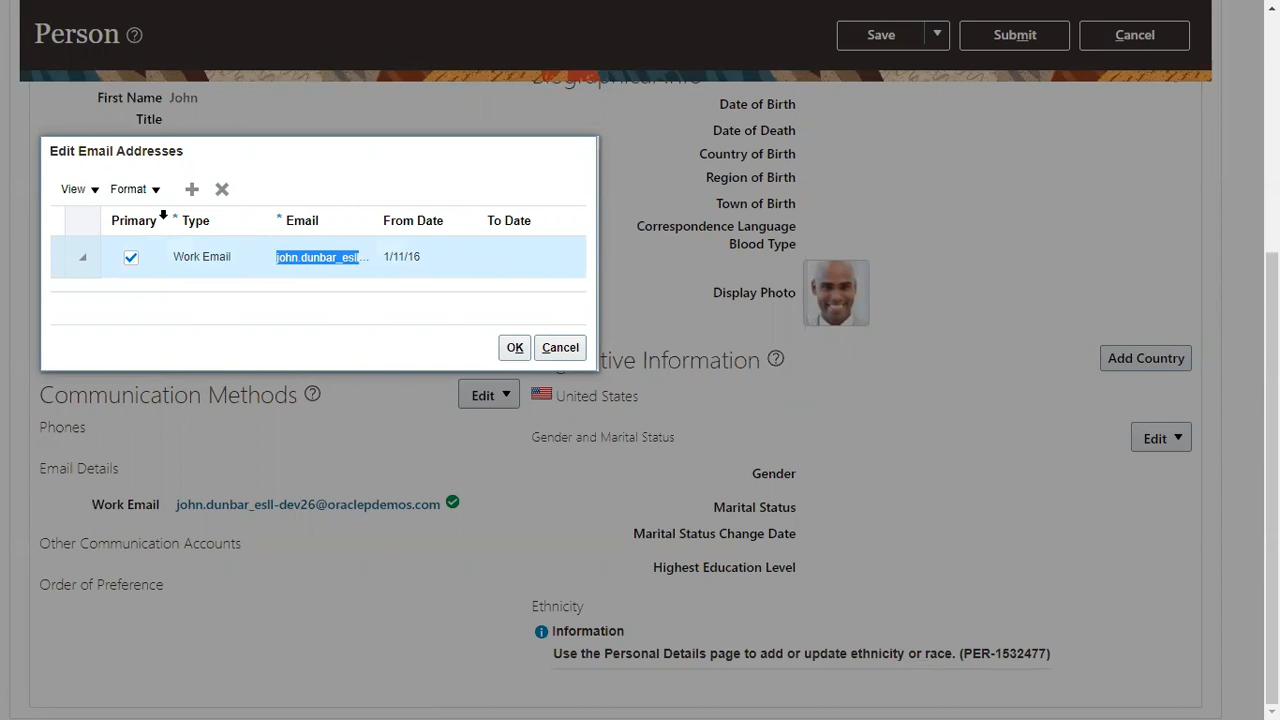 Person
Save
Submit
Cancel
First Name John
Title
Date of Birth
Date of Death
Country of Birth
Region of Birth
Town of Birth
Correspondence Language
Blood Type
Display Photo
Edit Email Addresses
View
Format
Primary * Type * Email From Date To Date
Work Email john.dunbar_esll... 1/11/16
OK Cancel
tive Information
Add Country
United States
Communication Methods
Edit
Phones
Email Details
Work Email john.dunbar_esll-dev26@oraclepdemos.com
Other Communication Accounts
Order of Preference
Gender and Marital Status
Edit
Gender
Marital Status
Marital Status Change Date
Highest Education Level
Ethnicity
Information
Use the Personal Details page to add or update ethnicity or race. (PER-1532477)